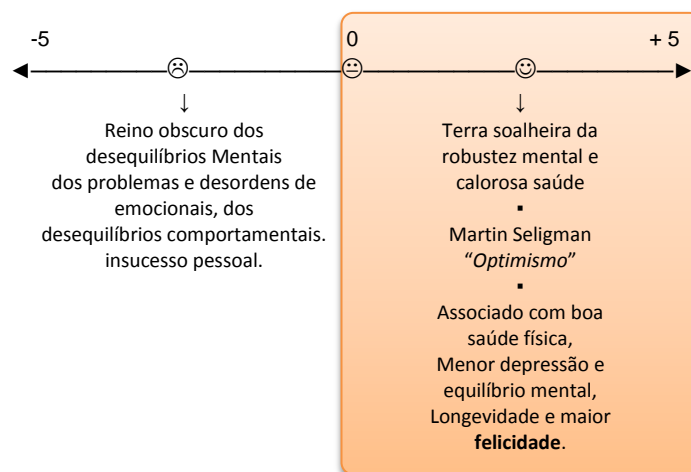 -5 0 + 5
↓ ↓
Reino obscuro dos
desequilíbrios Mentais
dos problemas e desordens de
emocionais, dos
desequilíbrios comportamentais.
insucesso pessoal.
Terra soalheira da
robustez mental e
calorosa saúde
▪
Martin Seligman
“Optimismo”
▪
Associado com boa
saúde física,
Menor depressão e
equilíbrio mental,
Longevidade e maior
felicidade.